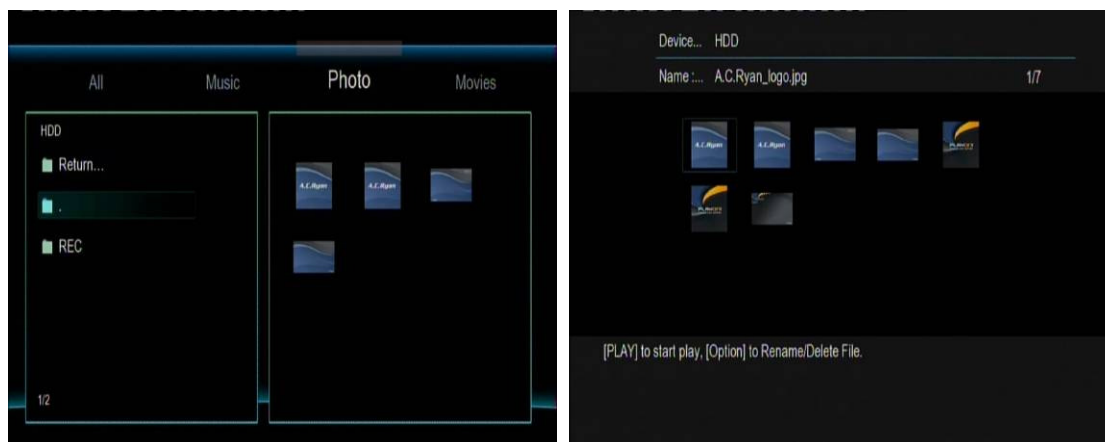 All Music Photo Movies
HDD
Return...
.
REC
1/2
A.C.Ryan A.C.Ryan
Device... HDD
Name :... A.C.Ryan_logo.jpg 1/7
A.C.Ryan A.C.Ryan
[PLAY] to start play, [Option] to Rename/Delete File.